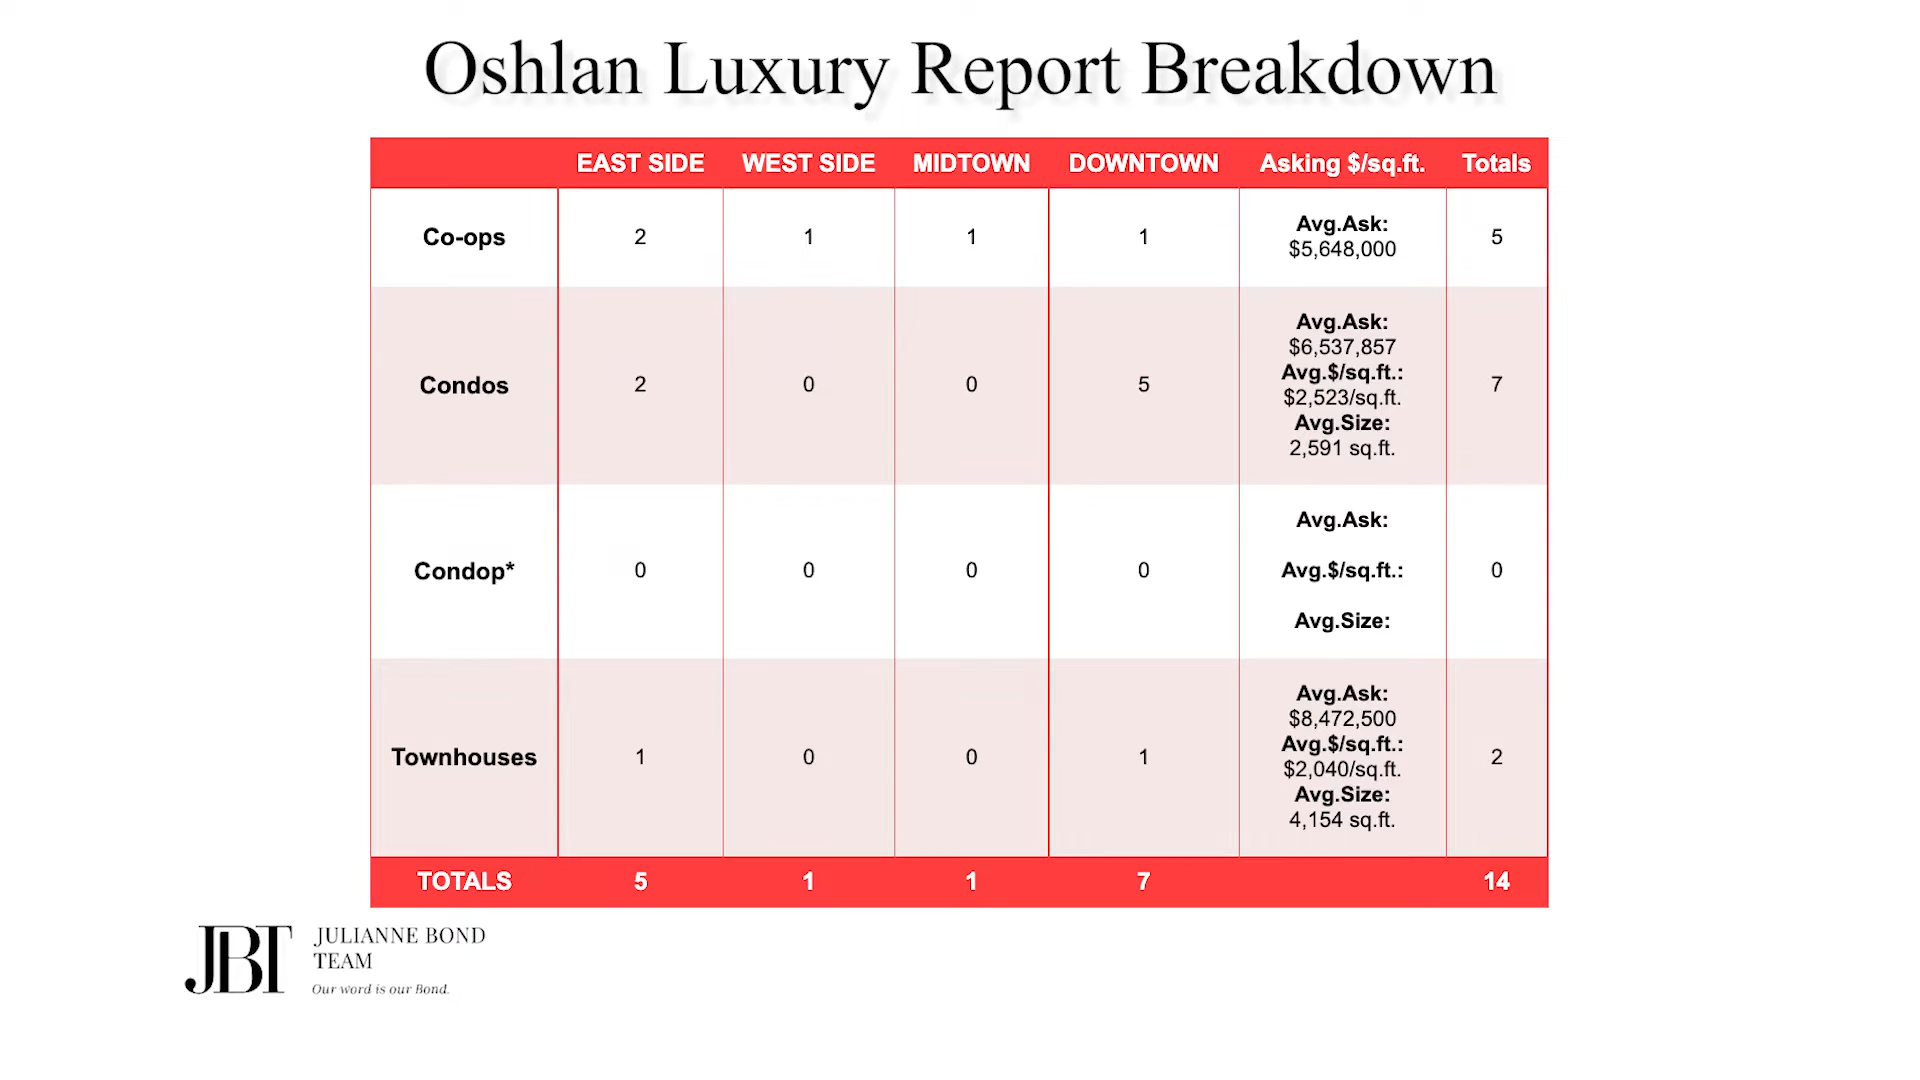 Oshlan Luxury Report Breakdown
EAST SIDE WEST SIDE MIDTOWN DOWNTOWN Asking $/sq.ft. Totals
Co-ops 2 1 1 1 Avg.Ask: 5
$5,648,000
Avg.Ask:
$6,537,857
Avg.$/sq.ft.:
Condos 2 0 0 5 7
$2,523/sq.ft.
Avg.Size:
2,591 sq.ft.
Avg.Ask:
Condop* 0 0 0 0 Avg.$/sq.ft.: 0
Avg.Size:
Avg.Ask:
$8,472,500
Avg.$/sq.ft.:
Townhouses 1 0 0 1 2
$2,040/sq.ft.
Avg.Size:
4,154 sq.ft.
TOTALS 5 1 1 7 14
JBT
JULIANNE BOND
TEAM
Our word is our Bond.